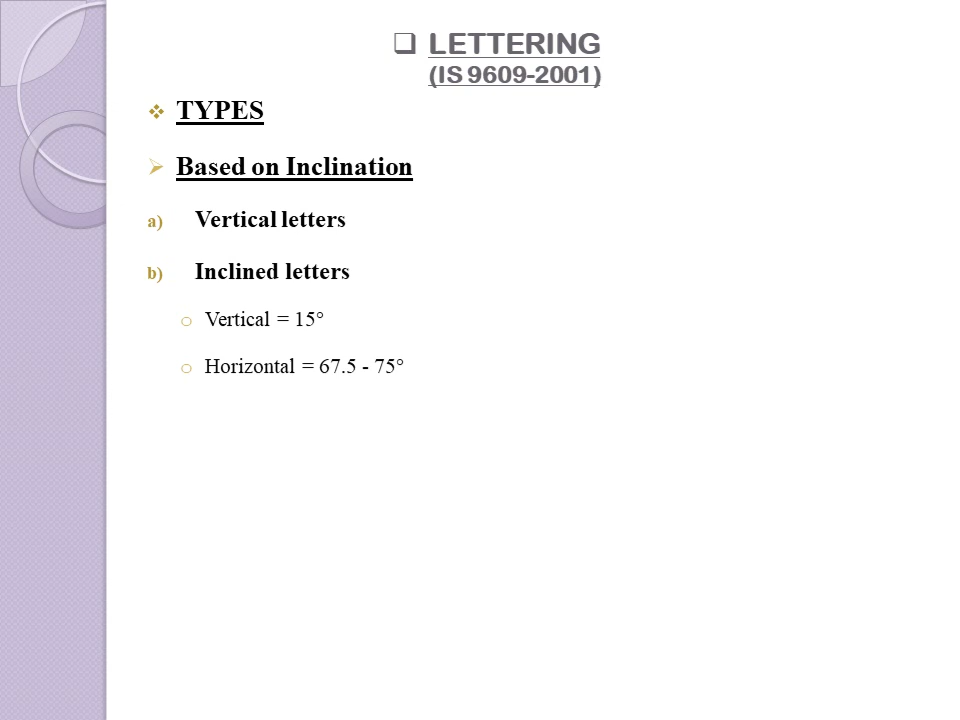 ❑ LETTERING
(IS 9609-2001)
❖ TYPES
➢ Based on Inclination
a) Vertical letters
b) Inclined letters
o Vertical = 15°
o Horizontal = 67.5 - 75°